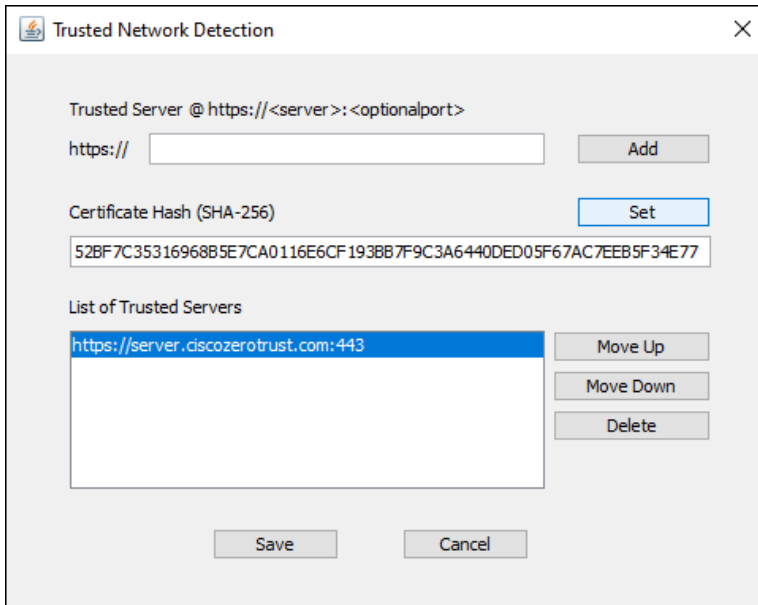 Trusted Network Detection
Trusted Server @ https://<server>:<optionalport>
https://
Add
Certificate Hash (SHA-256)
Set
52BF7C35316968B5E7CA0116E6CF193BB7F9C3A6440DED05F67AC7EEB5F34E77
List of Trusted Servers
https://server.ciscozerotrust.com:443
Move Up
Move Down
Delete
Save
Cancel